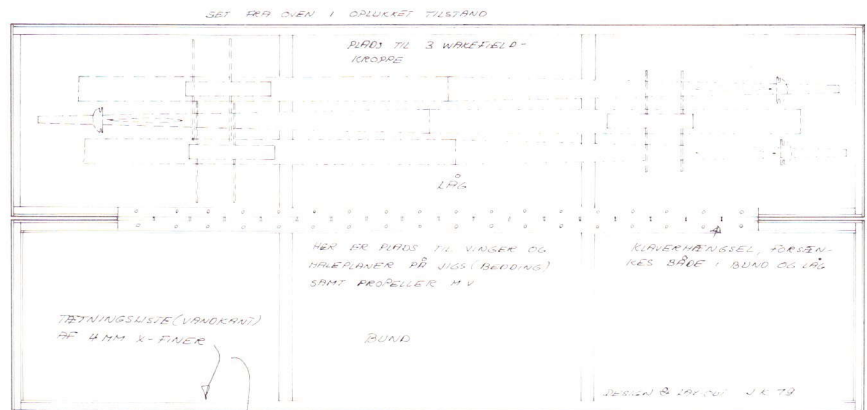 SET FRA OVEN I OPLUKKET TILSTAND
PLADS TIL 3 WAKEFIELD-
KROPPE
LÅG
HER ER PLADS TIL VINGER OG
HALEPLANER PÅ JIGS (BEDDING)
SAMT PROPELLER M V
KLAVERHÆNGSEL, FORSÆN-
KES BÅDE I BUND OG LÅG
TÆTNINGSLISTE (VANDKANT)
AF 4 MM X-FINER
BUND
DESIGN & LAY OUT J K 79